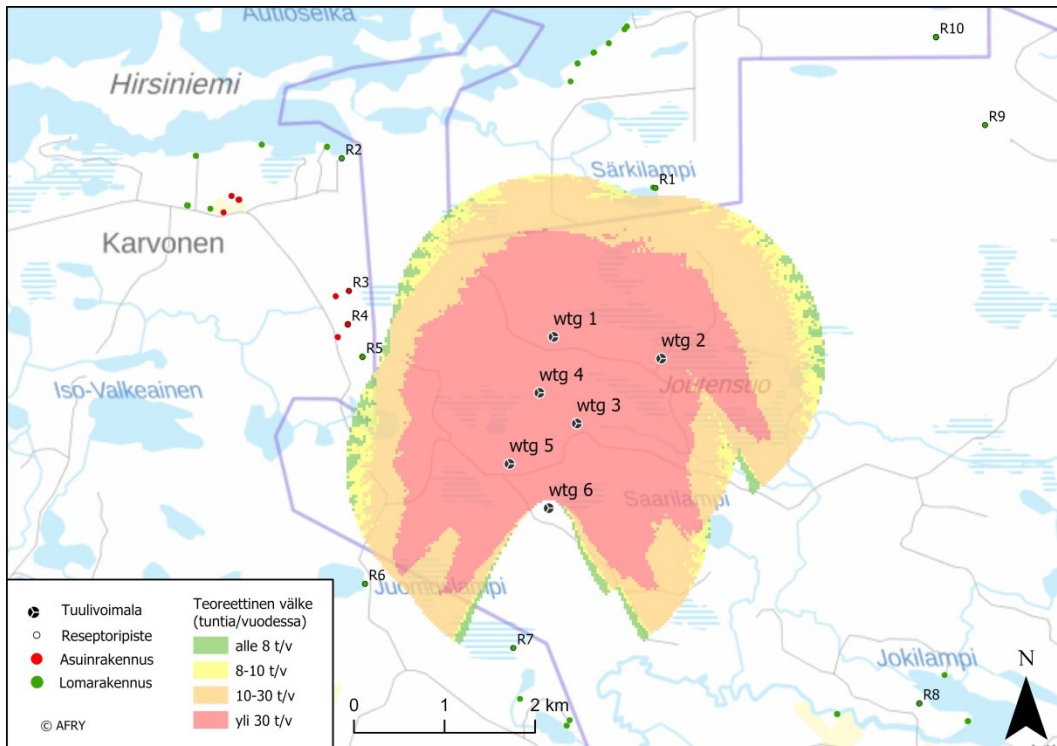 Autioselkä
R10
Hirsiniemi
R9
R2
Särkilampi
R1
Karvonen
R3
R4
wtg 1
R5
wtg 2
Iso-Valkeainen
Joutensuo
wtg 4
wtg 3
wtg 5
Saarilampi
wtg 6
R6
Juomuslampi
R7
Jokilampi
R8
Tuulivoimala
Reseptoripiste
Asuinrakennus
Lomarakennus
© AFRY
Teoreettinen välke
(tuntia/vuodessa)
alle 8 t/v
8-10 t/v
10-30 t/v
yli 30 t/v
0 1 2 km
N